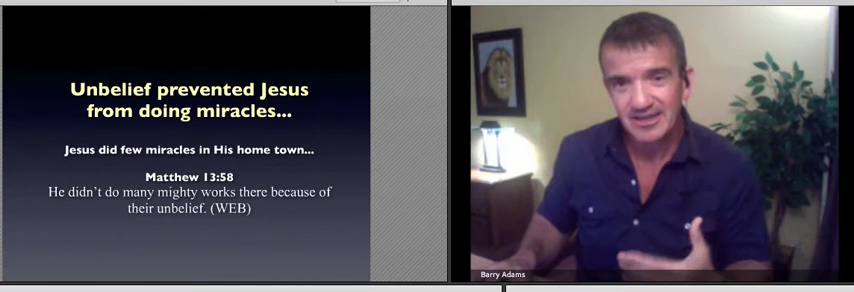 Unbelief prevented Jesus
from doing miracles...
Jesus did few miracles in His home town...
Matthew 13:58
He didn't do many mighty works there because of
their unbelief. (WEB)
Barry Adams